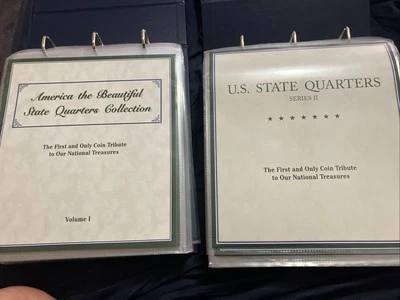 America the Beautiful
State Quarters Collection
The First and Only Coin Tribute
to Our National Treasures
Volume I
U.S. STATE QUARTERS
SERIES II
★ ★ ★ ★ ★ ★ ★
The First and Only Coin Tribute
to Our National Treasures